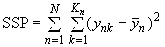 SSP = \sum_{n=1}^{N} \sum_{k=1}^{K_n} (y_{nk} - \bar{y}_n)^2